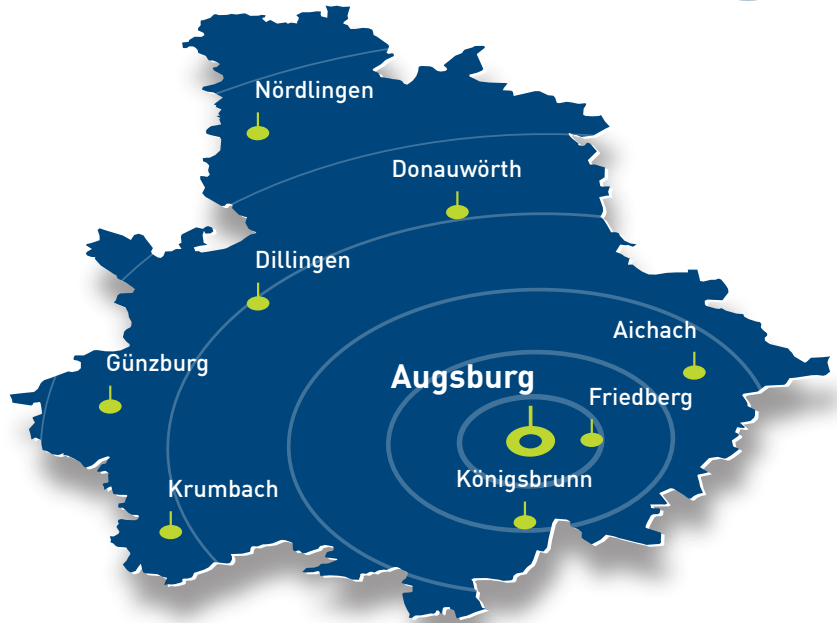 Nördlingen
Donauwörth
Dillingen
Aichach
Günzburg
Augsburg
Friedberg
Königsbrunn
Krumbach